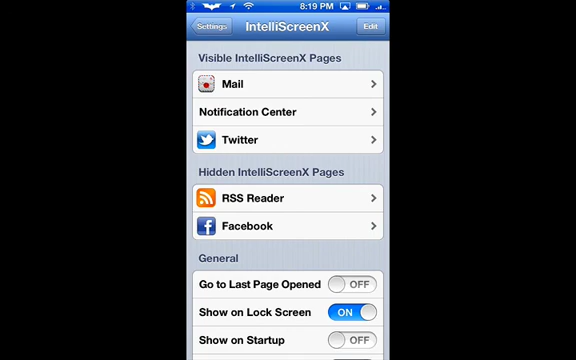 8:19 PM
Settings
IntelliScreenX
Edit
Visible IntelliScreenX Pages
Mail
Notification Center
Twitter
Hidden IntelliScreenX Pages
RSS Reader
Facebook
General
Go to Last Page Opened OFF
Show on Lock Screen ON
Show on Startup OFF